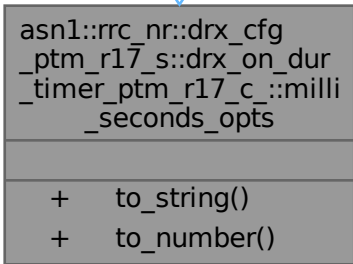 asn1::rrc_nr::drx_cfg
_ptm_r17_s::drx_on_dur
_timer_ptm_r17_c_::milli
_seconds_opts
+ to_string()
+ to_number()